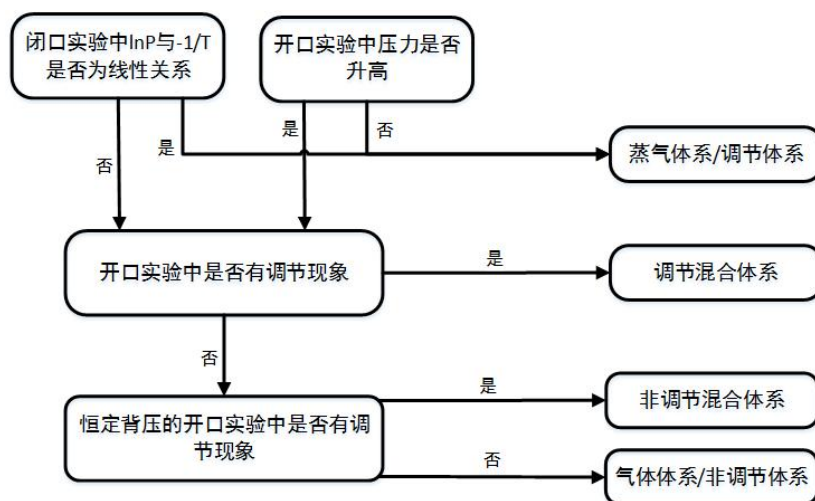 闭口实验中lnP与-1/T
是否为线性关系
开口实验中压力是否
升高
是
否
是
否
蒸气体系/调节体系
开口实验中是否有调节现象
是
调节混合体系
否
恒定背压的开口实验中是否有调
节现象
是
非调节混合体系
否
气体体系/非调节体系